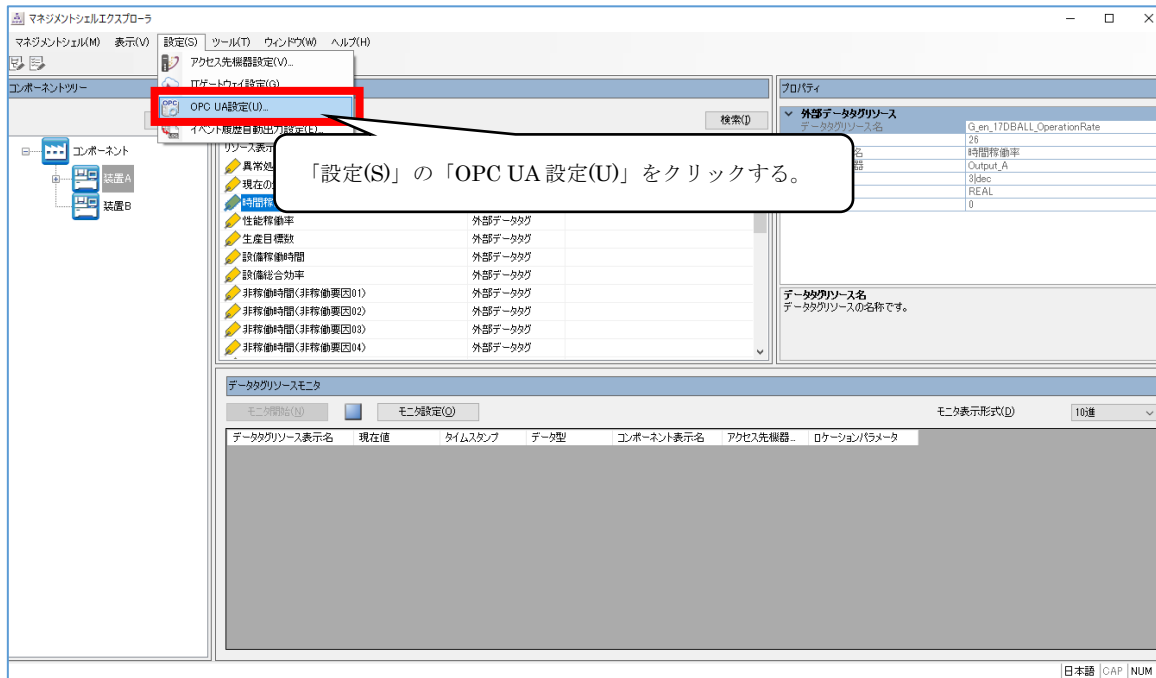 マネジメントシェルエクスプローラ
マネジメントシェル(M) 表示(V) 設定(S) ツール(T) ウィンドウ(W) ヘルプ(H)
アクセス先機器設定(V)...
ITゲートウェイ設定(G)
OPC UA設定(U)...
イベント履歴自動出力設定(E)...
コンポーネントツリー
コンポーネント
装置A
装置B
検索(I)
リソース表示
異常処
現在の
時間稼
「設定(S)」の「OPC UA 設定(U)」をクリックする。
性能稼働率 外部データタグ
生産目標数 外部データタグ
設備稼働時間 外部データタグ
設備総合効率 外部データタグ
非稼働時間(非稼働要因01) 外部データタグ
非稼働時間(非稼働要因02) 外部データタグ
非稼働時間(非稼働要因03) 外部データタグ
非稼働時間(非稼働要因04) 外部データタグ
プロパティ
外部データタグリソース
データタグリソース名 G_en_17DBALL_OperationRate
26
名 時間稼働率
器 Output_A
3|dec
REAL
0
データタグリソース名
データタグリソースの名称です。
データタグリソースモニタ
モニタ開始(N) モニタ設定(O) モニタ表示形式(D) 10進
データタグリソース表示名 現在値 タイムスタンプ データ型 コンポーネント表示名 アクセス先機器... ロケーションパラメータ
日本語 CAP NUM